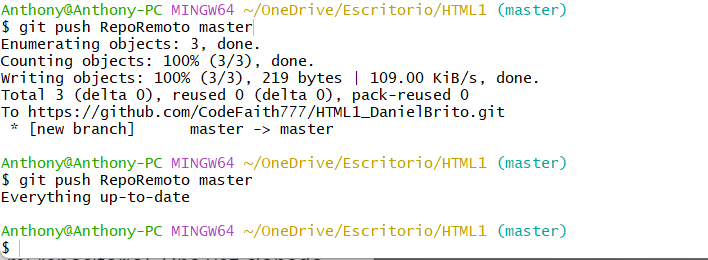 Anthony@Anthony-PC MINGW64 ~/OneDrive/Escritorio/HTML1 (master)
$ git push RepoRemoto master
Enumerating objects: 3, done.
Counting objects: 100% (3/3), done.
Writing objects: 100% (3/3), 219 bytes | 109.00 KiB/s, done.
Total 3 (delta 0), reused 0 (delta 0), pack-reused 0
To https://github.com/CodeFaith777/HTML1_DanielBrito.git
 * [new branch]      master -> master

Anthony@Anthony-PC MINGW64 ~/OneDrive/Escritorio/HTML1 (master)
$ git push RepoRemoto master
Everything up-to-date

Anthony@Anthony-PC MINGW64 ~/OneDrive/Escritorio/HTML1 (master)
$